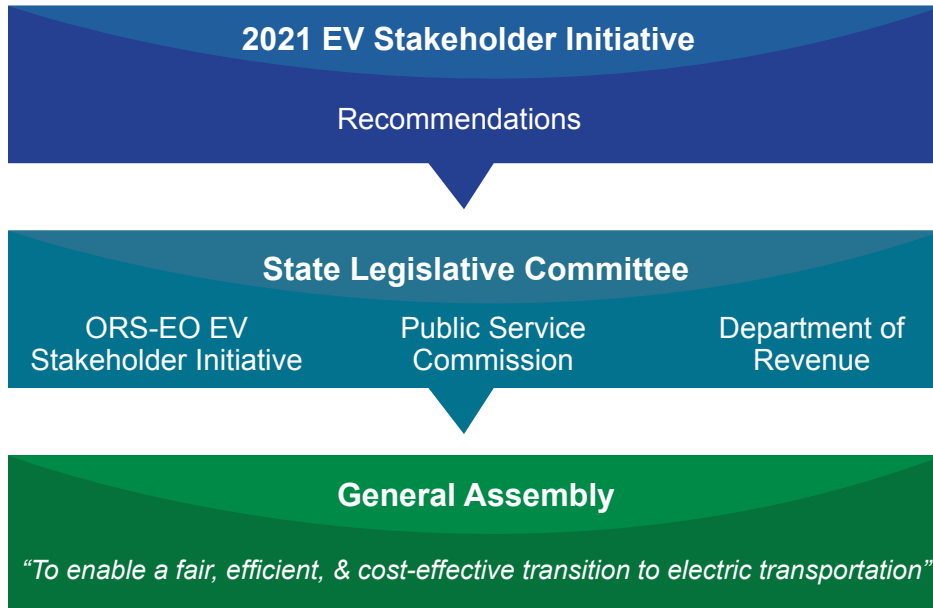 2021 EV Stakeholder Initiative
Recommendations
State Legislative Committee
ORS-EO EV
Stakeholder Initiative
Public Service
Commission
Department of
Revenue
General Assembly
“To enable a fair, efficient, & cost-effective transition to electric transportation”